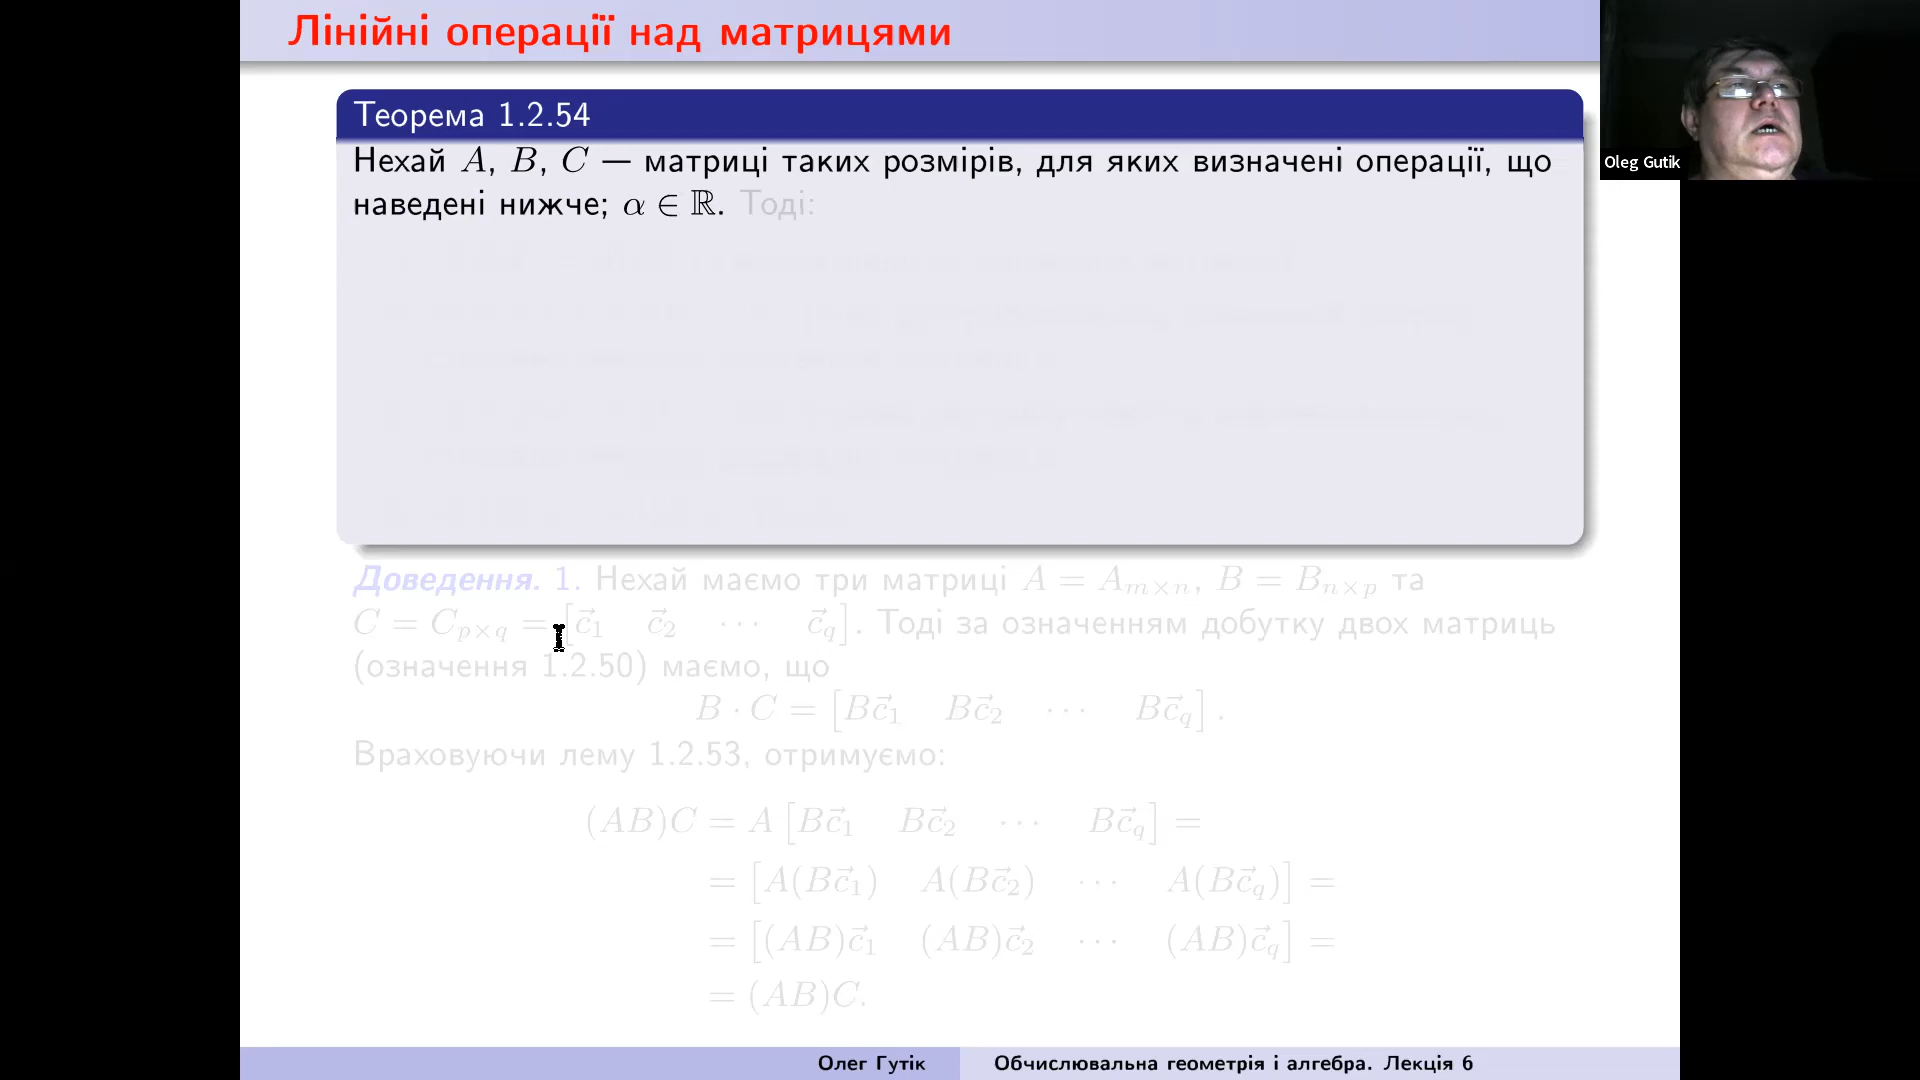 Лінійні операції над матрицями
Теорема 1.2.54
Нехай A, B, C — матриці таких розмірів, для яких визначені операції, що
наведені нижче; α ∈ ℝ. Тоді:
Доведення. 1. Нехай маємо три матриці A = A_{m×n}, B = B_{n×p} та
C = C_{p×q} = [c⃗₁ c⃗₂ ⋯ c⃗_q]. Тоді за означенням добутку двох матриць
(означення 1.2.50) маємо, що
B · C = [Bc⃗₁ Bc⃗₂ ⋯ Bc⃗_q].
Враховуючи лему 1.2.53, отримуємо:
(AB)C = A [Bc⃗₁ Bc⃗₂ ⋯ Bc⃗_q] =
= [A(Bc⃗₁) A(Bc⃗₂) ⋯ A(Bc⃗_q)] =
= [(AB)c⃗₁ (AB)c⃗₂ ⋯ (AB)c⃗_q] =
= (AB)C.
Олег Гутік
Обчислювальна геометрія і алгебра. Лекція 6
Oleg Gutik